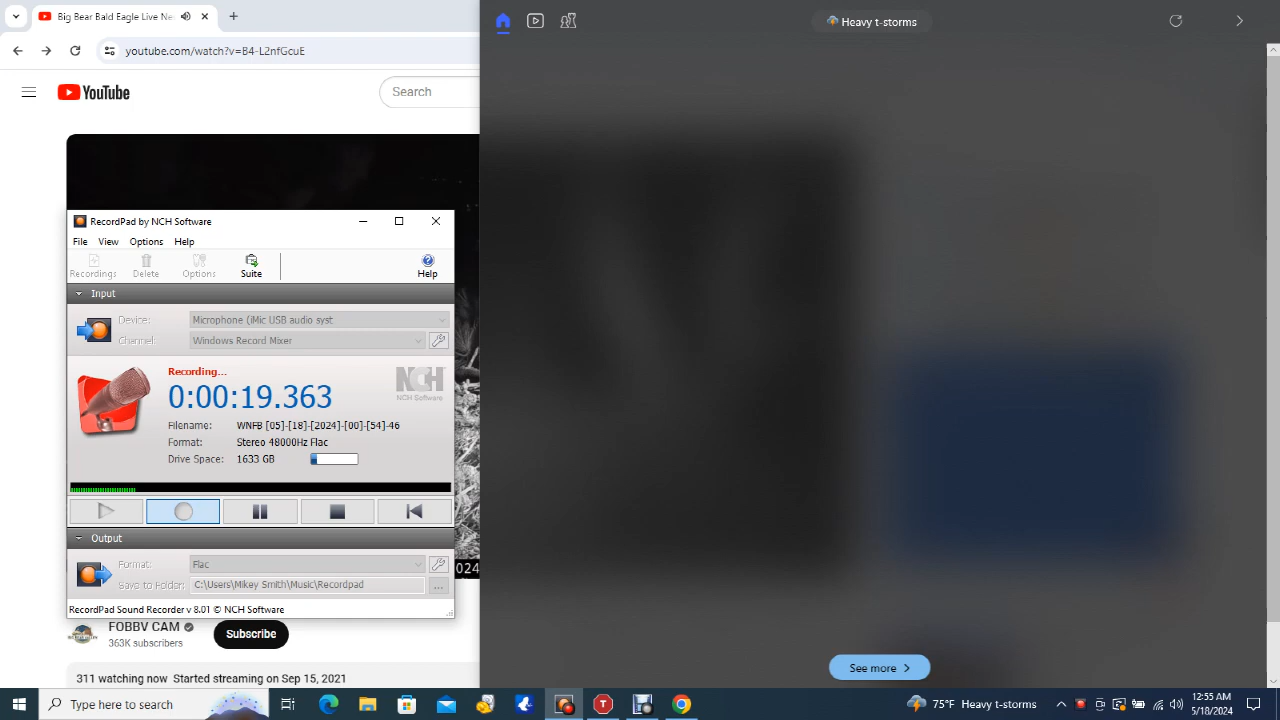 Big Bear Bald Eagle Live Ne
youtube.com/watch?v=B4-L2nfGcuE
Heavy t-storms
YouTube
Search
RecordPad by NCH Software
File View Options Help
Recordings Delete Options Suite Help
Input
Device: Microphone (iMic USB audio syst
Channel: Windows Record Mixer
Recording...
0:00:19.363
NCH
NCH Software
Filename: WNFB [05]-[18]-[2024]-[00]-[54]-46
Format: Stereo 48000Hz Flac
Drive Space: 1633 GB
Output
Format: Flac
Save to Folder: C:\Users\Mikey Smith\Music\Recordpad
...
024
RecordPad Sound Recorder v 8.01 © NCH Software
FOBBV CAM
363K subscribers
Subscribe
See more
311 watching now Started streaming on Sep 15, 2021
Type here to search
75°F Heavy t-storms
12:55 AM
5/18/2024